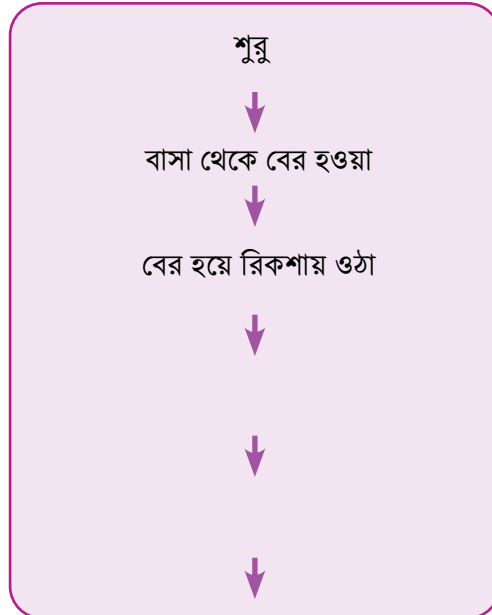 শুরু
বাসা থেকে বের হওয়া
বের হয়ে রিকশায় ওঠা